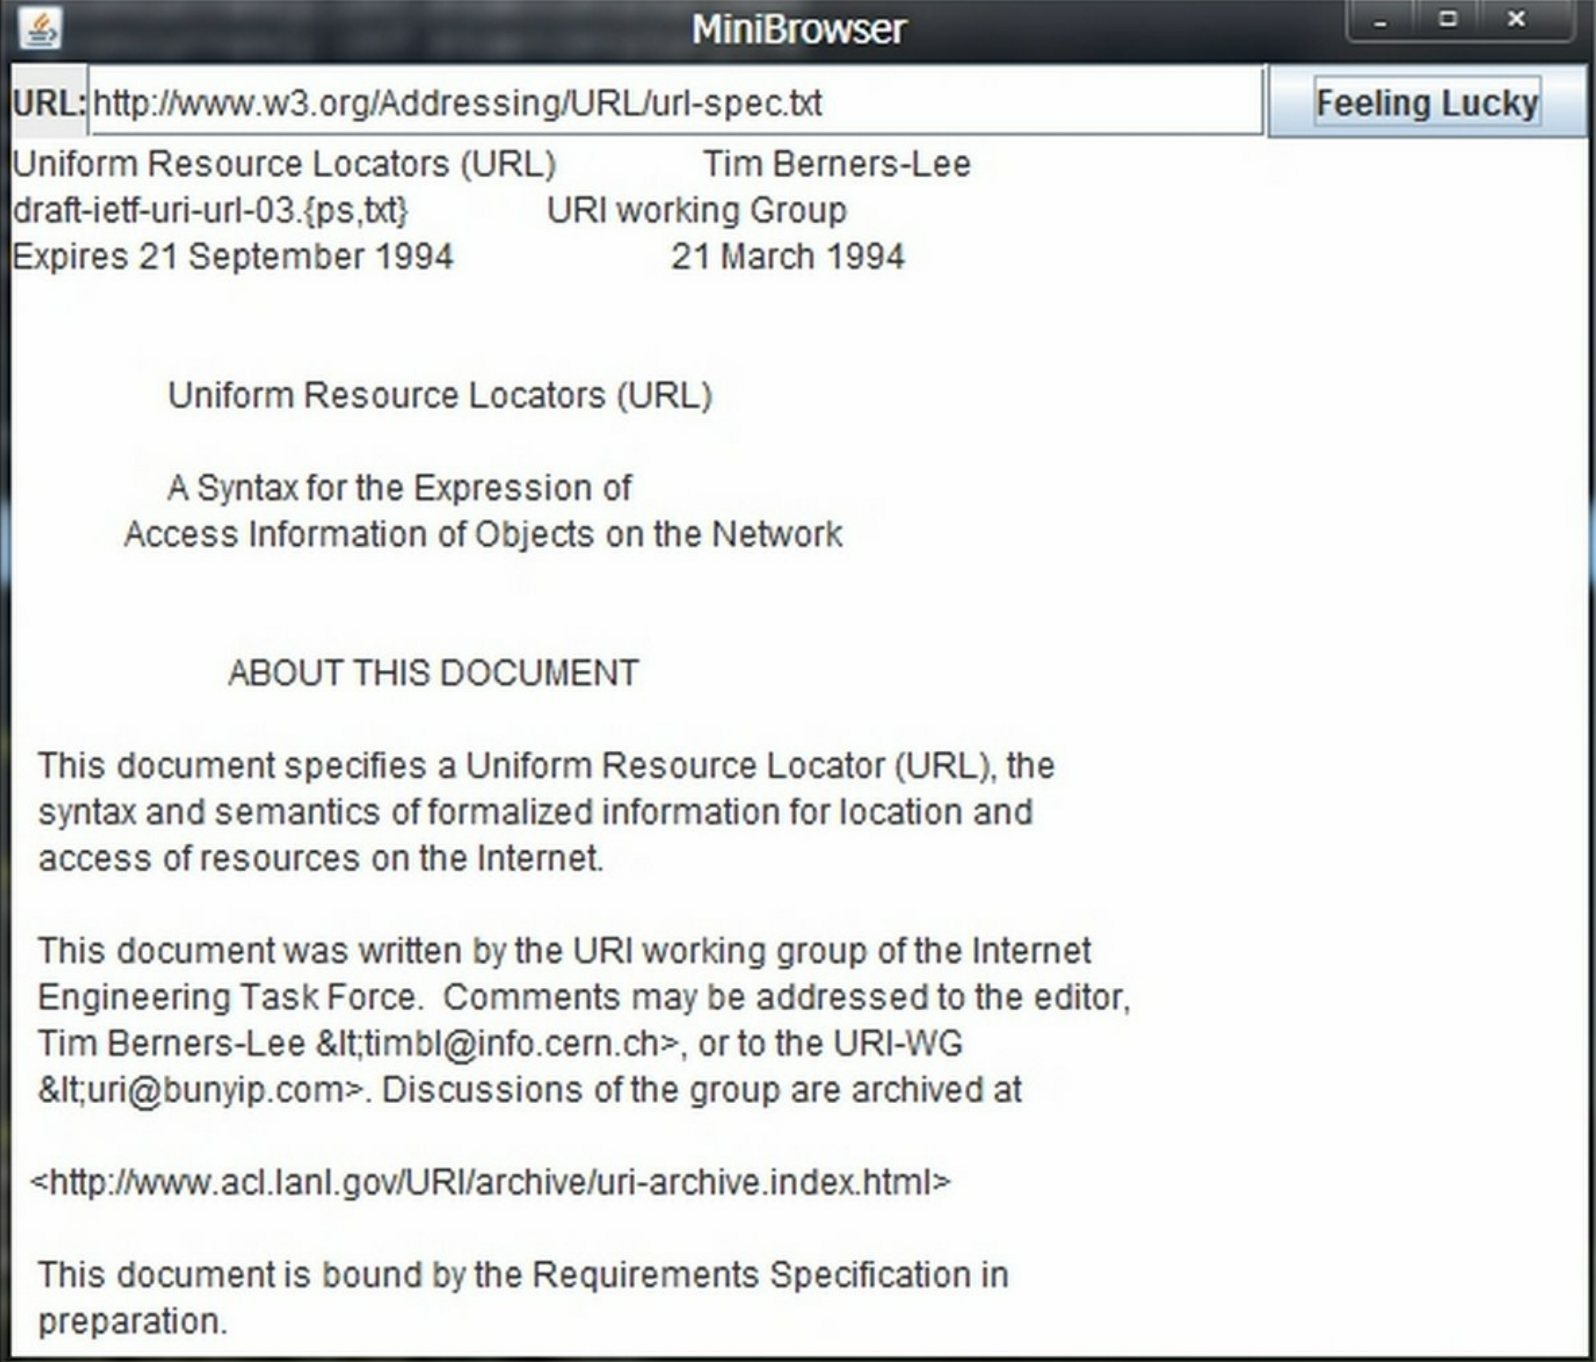 MiniBrowser
URL: http://www.w3.org/Addressing/URL/url-spec.txt Feeling Lucky
Uniform Resource Locators (URL) Tim Berners-Lee
draft-ietf-uri-url-03.{ps,txt} URI working Group
Expires 21 September 1994 21 March 1994
Uniform Resource Locators (URL)
A Syntax for the Expression of
Access Information of Objects on the Network
ABOUT THIS DOCUMENT
This document specifies a Uniform Resource Locator (URL), the
syntax and semantics of formalized information for location and
access of resources on the Internet.
This document was written by the URI working group of the Internet
Engineering Task Force.  Comments may be addressed to the editor,
Tim Berners-Lee &lt;timbl@info.cern.ch>, or to the URI-WG
&lt;uri@bunyip.com>. Discussions of the group are archived at
<http://www.acl.lanl.gov/URI/archive/uri-archive.index.html>
This document is bound by the Requirements Specification in
preparation.